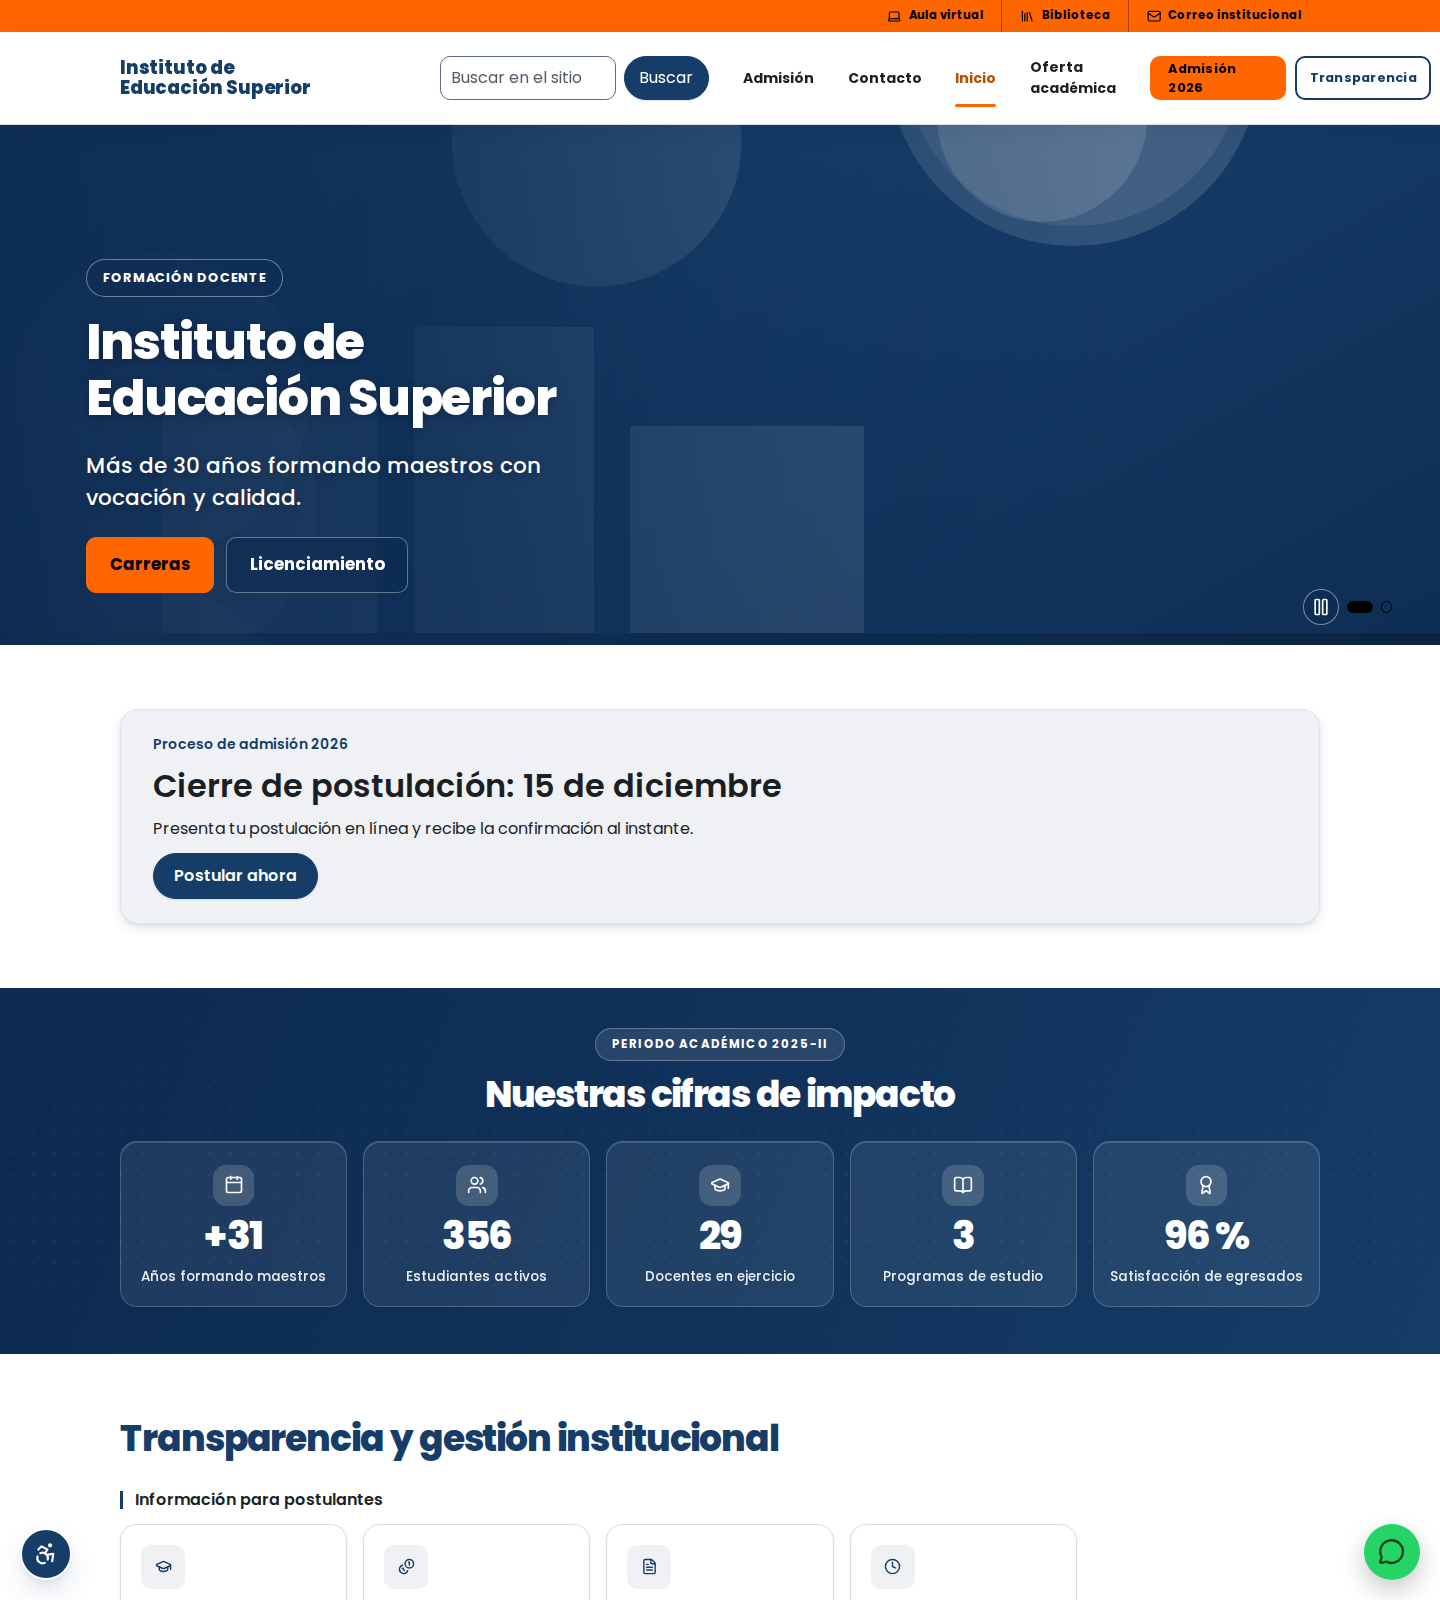 Aula virtual
Biblioteca
Correo institucional
Instituto de
Educación Superior
Buscar en el sitio
Buscar
Admisión
Contacto
Inicio
Oferta
académica
Admisión
2026
Transparencia
FORMACIÓN DOCENTE
Instituto de
Educación Superior
Más de 30 años formando maestros con
vocación y calidad.
Carreras
Licenciamiento
Proceso de admisión 2026
Cierre de postulación: 15 de diciembre
Presenta tu postulación en línea y recibe la confirmación al instante.
Postular ahora
PERIODO ACADÉMICO 2025-II
Nuestras cifras de impacto
+31
Años formando maestros
356
Estudiantes activos
29
Docentes en ejercicio
3
Programas de estudio
96 %
Satisfacción de egresados
Transparencia y gestión institucional
Información para postulantes